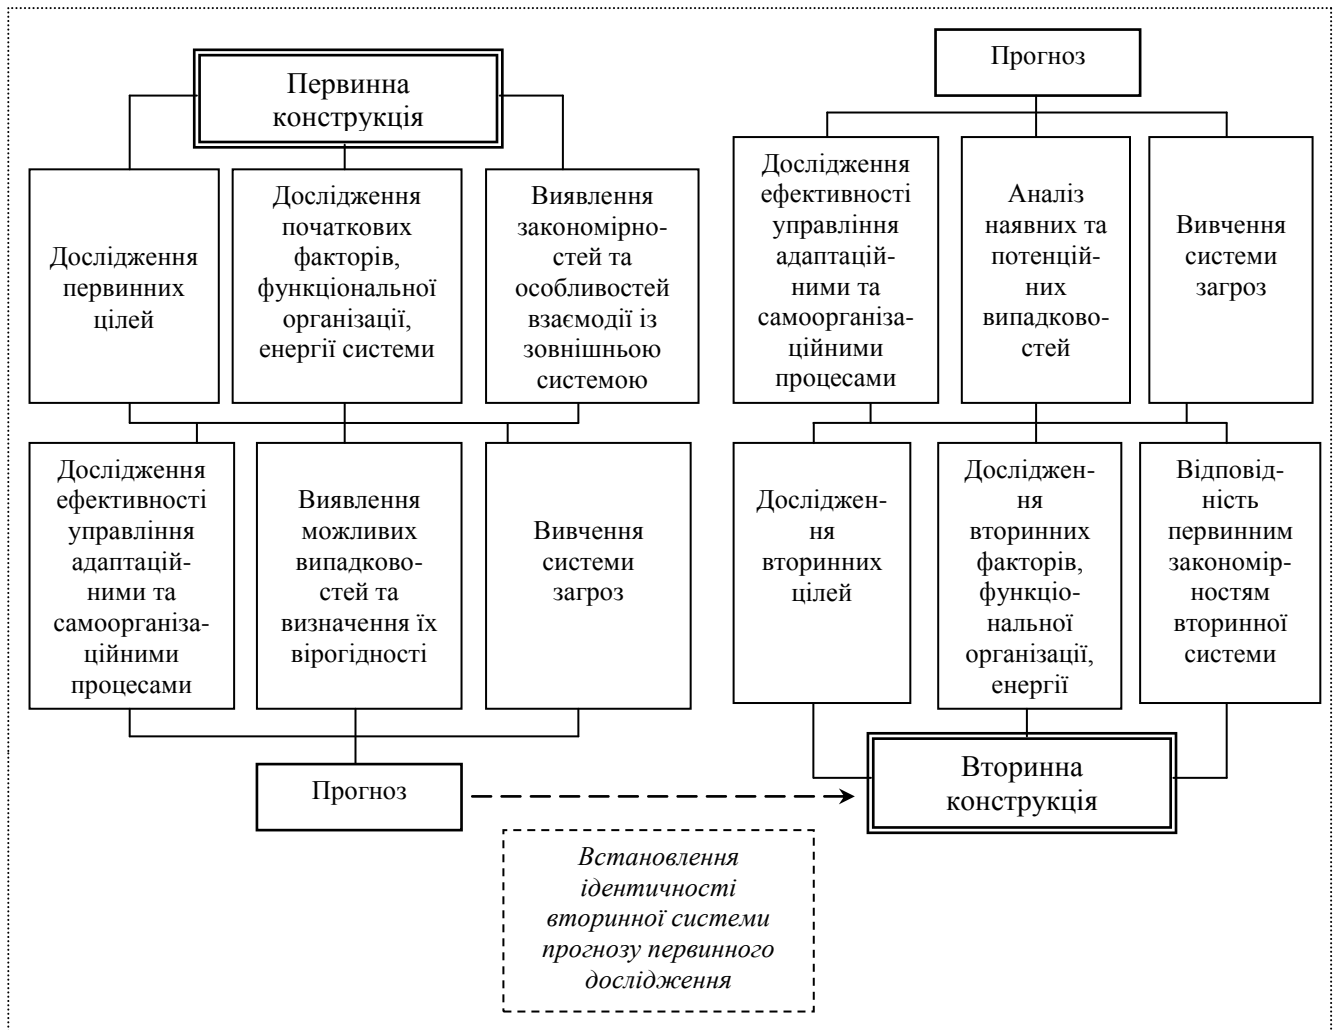 Первинна
конструкція
Дослідження
первинних
цілей
Дослідження
початкових
факторів,
функціональної
організації,
енергії системи
Виявлення
закономірно-
стей та
особливостей
взаємодії із
зовнішньою
системою
Дослідження
ефективності
управління
адаптацій-
ними та
самоорганіза-
ційними
процесами
Виявлення
можливих
випадково-
стей та
визначення їх
вірогідності
Вивчення
системи
загроз
Прогноз
Прогноз
Дослідження
ефективності
управління
адаптацій-
ними та
самоорганіза-
ційними
процесами
Аналіз
наявних та
потенцій-
них
випадково-
стей
Вивчення
системи
загроз
Досліджен-
ня
вторинних
цілей
Досліджен-
ня
вторинних
факторів,
функціо-
нальної
організації,
енергії
Відповід-
ність
первинним
закономір-
ностям
вторинної
системи
Вторинна
конструкція
Встановлення
ідентичності
вторинної системи
прогнозу первинного
дослідження